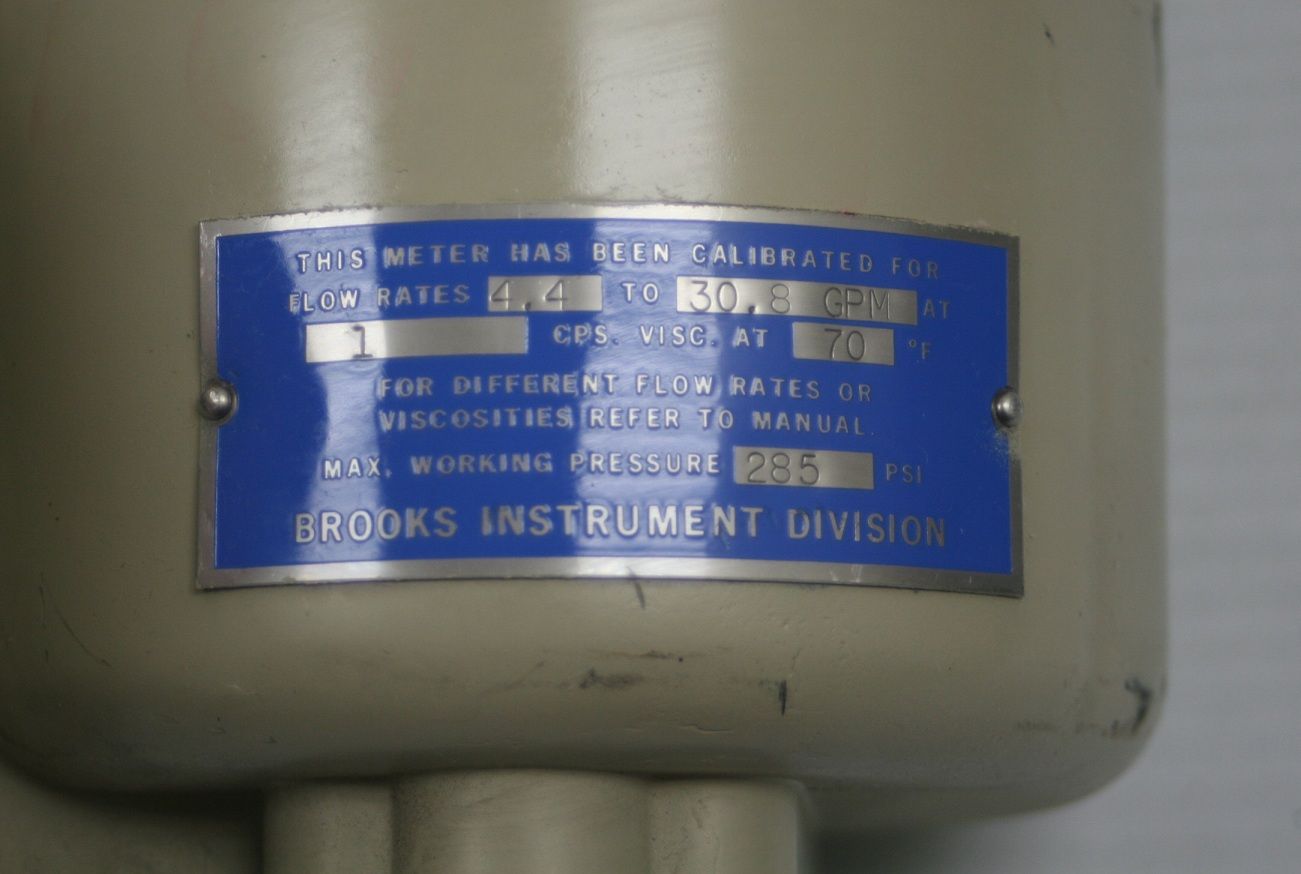 THIS METER HAS BEEN CALIBRATED FOR
FLOW RATES 4.4 TO 30.8 GPM AT
1 CPS. VISC. AT 70 °F
FOR DIFFERENT FLOW RATES OR
VISCOSITIES REFER TO MANUAL.
MAX. WORKING PRESSURE 285 PSI
BROOKS INSTRUMENT DIVISION